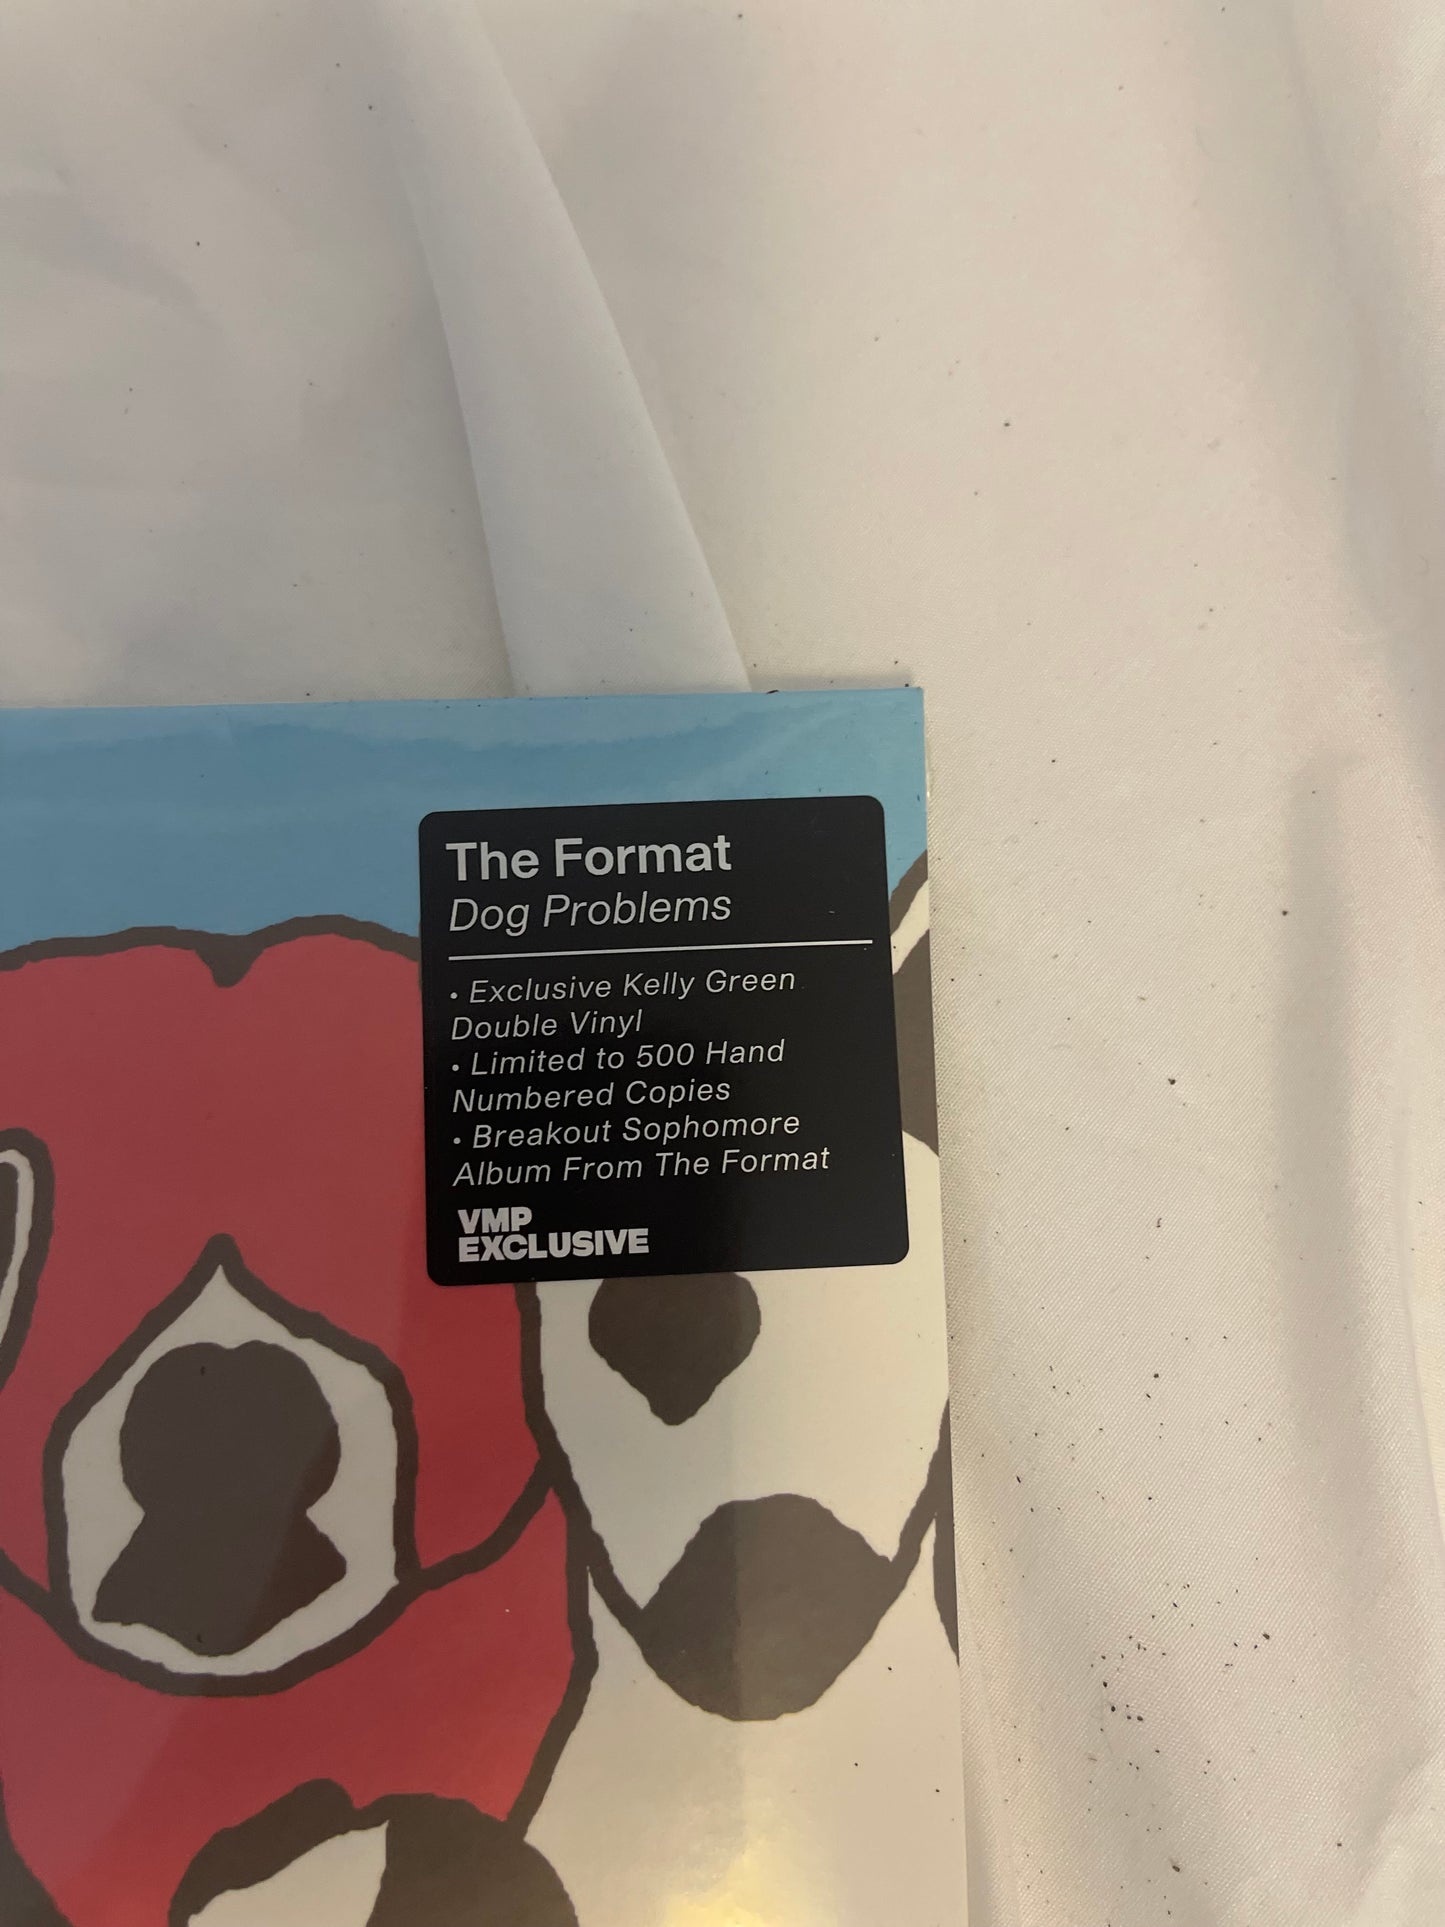 The Format
Dog Problems
• Exclusive Kelly Green
Double Vinyl
• Limited to 500 Hand
Numbered Copies
• Breakout Sophomore
Album From The Format
VMP
EXCLUSIVE